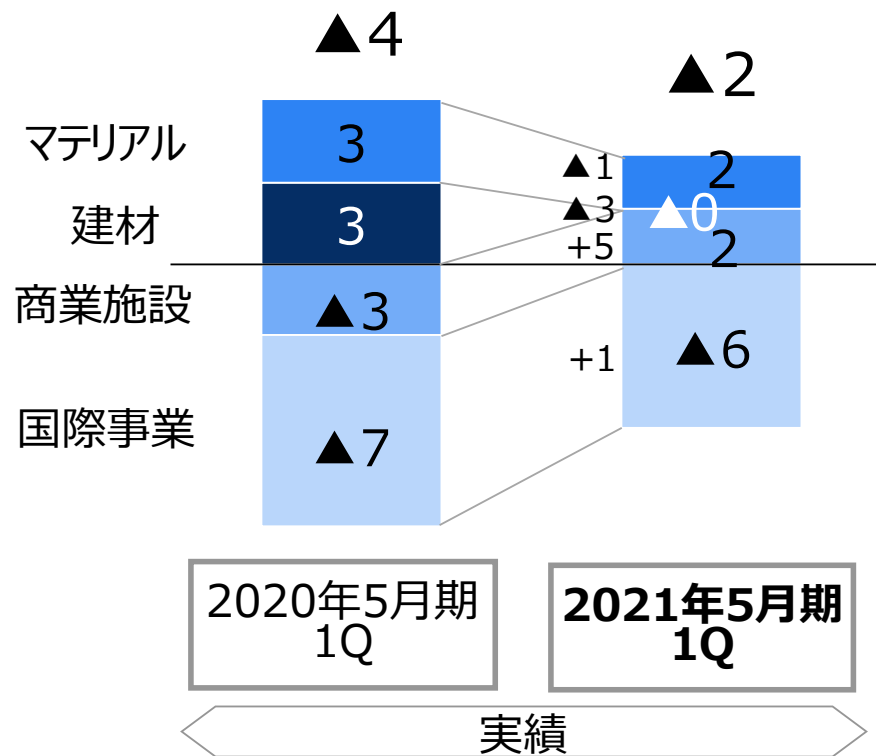 ▲4
▲2
マテリアル
3
▲1
2
建材
3
▲3
▲0
+5
2
商業施設
▲3
+1
▲6
国際事業
▲7
2020年5月期
1Q
2021年5月期
1Q
実績